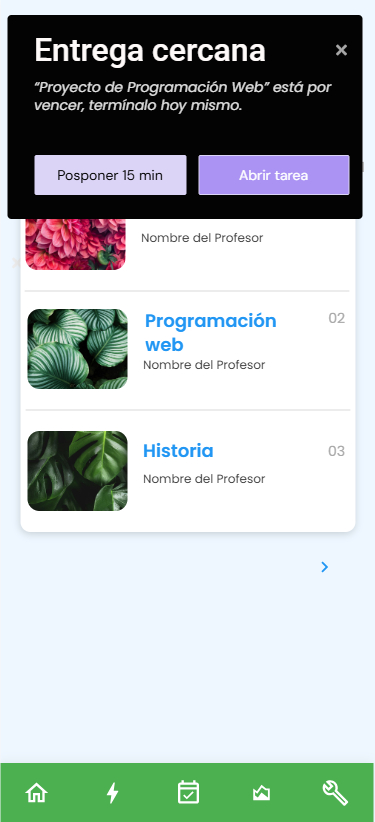 Entrega cercana
“Proyecto de Programación Web” está por
vencer, termínalo hoy mismo.
Posponer 15 min
Abrir tarea
Nombre del Profesor
Programación
02
web
Nombre del Profesor
Historia
03
Nombre del Profesor